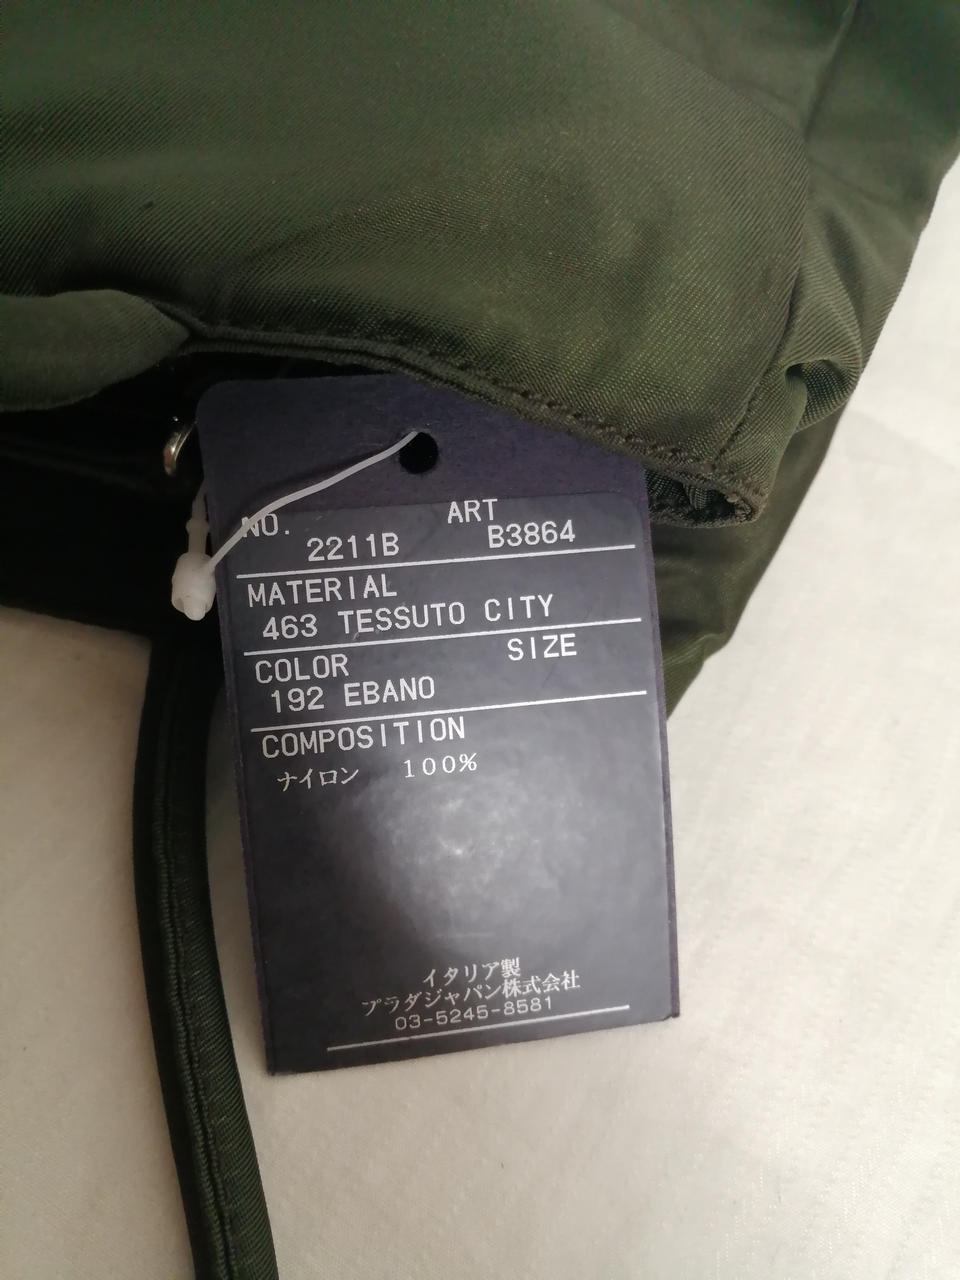 NO. ART
2211B B3864
MATERIAL
463 TESSUTO CITY
COLOR SIZE
192 EBANO
COMPOSITION
ナイロン 100%
イタリア製
プラダジャパン株式会社
03-5245-8581